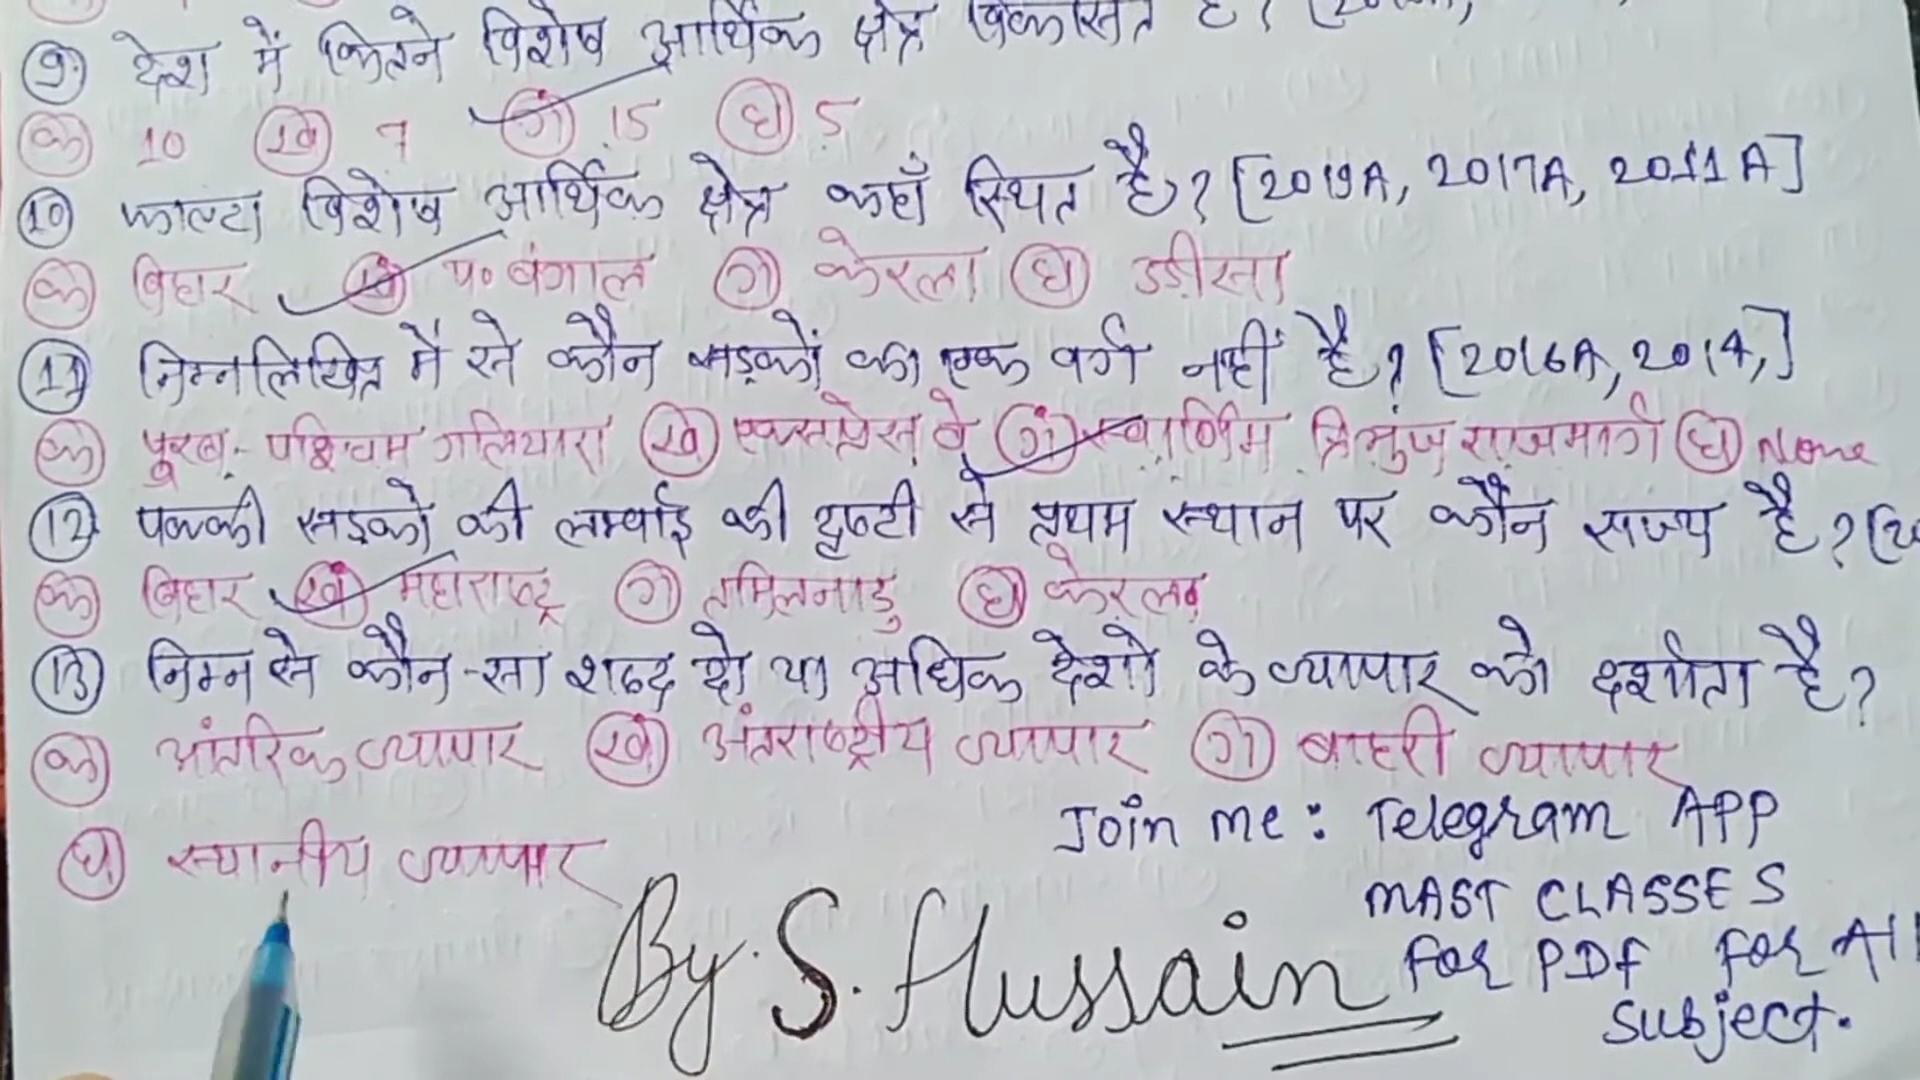 9. देश में कितने विशेष आर्थिक क्षेत्र विकसित है?
क 10 ख 7 ग 15 घ 5
10 फाल्टा विशेष आर्थिक क्षेत्र कहाँ स्थित है? [2019A, 2017A, 2011A]
क बिहार ख प० बंगाल ग केरला घ उड़ीसा
11 निम्नलिखित में से कौन सड़कों का एक वर्ग नहीं है? [2016A, 2014,]
क पूरब-पश्चिम गलियारा ख एक्सप्रेस वे ग स्वार्णिम त्रिभुज राजमार्ग घ None
12 पक्की सड़कों की लम्बाई की दृष्टी से प्रथम स्थान पर कौन राज्य है? [2
क बिहार ख महाराष्ट्र ग तमिलनाडु घ केरला
13 निम्न से कौन-सा शब्द दो या अधिक देशों के व्यापार को दर्शाता है?
क आंतरिक व्यापार ख अंतराष्ट्रीय व्यापार ग बाहरी व्यापार
घ स्थानीय व्यापार
Join me: Telegram APP
MAST CLASSES
For PDF For All
Subject.
By. S. Hussain